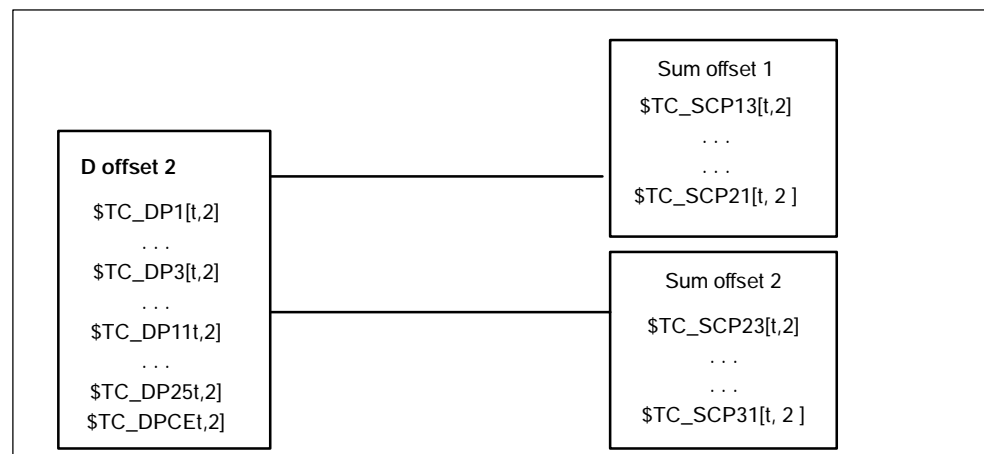 D offset 2
$TC_DP1[t,2]
. . .
$TC_DP3[t,2]
. . .
$TC_DP11t,2]
. . .
$TC_DP25t,2]
$TC_DPCEt,2]
Sum offset 1
$TC_SCP13[t,2]
. . .
. . .
$TC_SCP21[t, 2 ]
Sum offset 2
$TC_SCP23[t,2]
. . .
. . .
$TC_SCP31[t, 2 ]